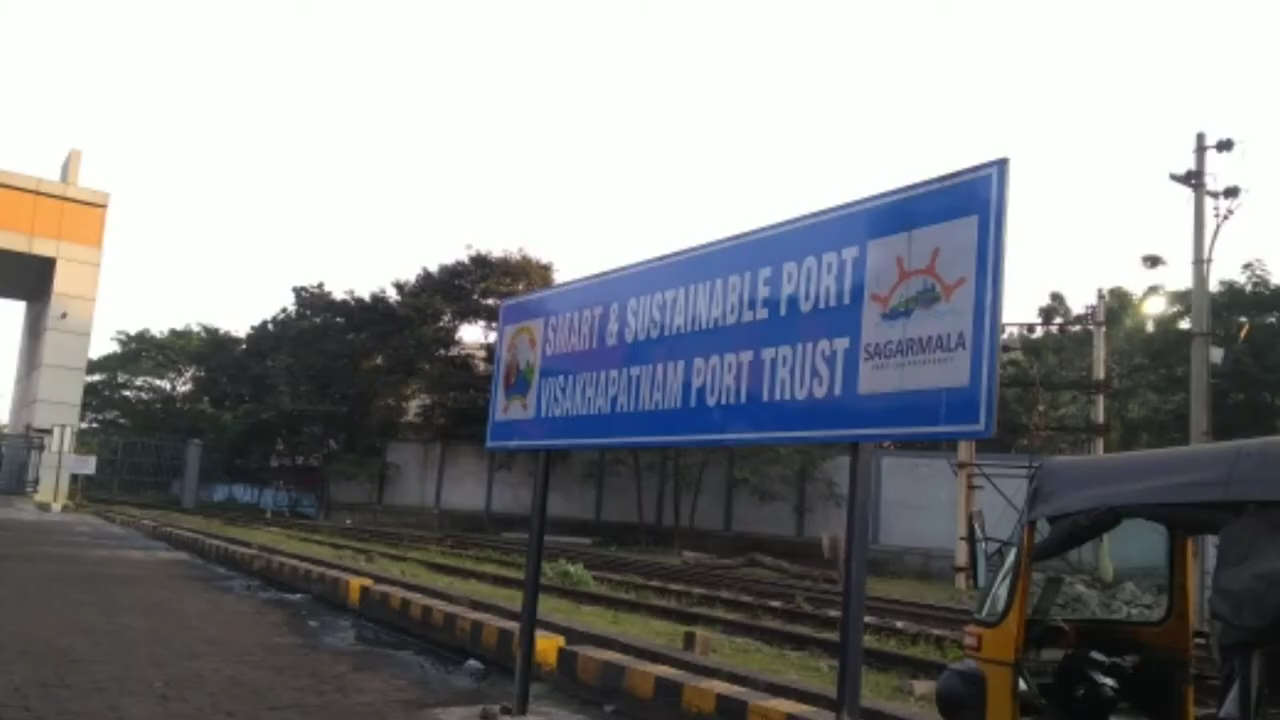 SMART & SUSTAINABLE PORT
VISAKHAPATNAM PORT TRUST
SAGARMALA